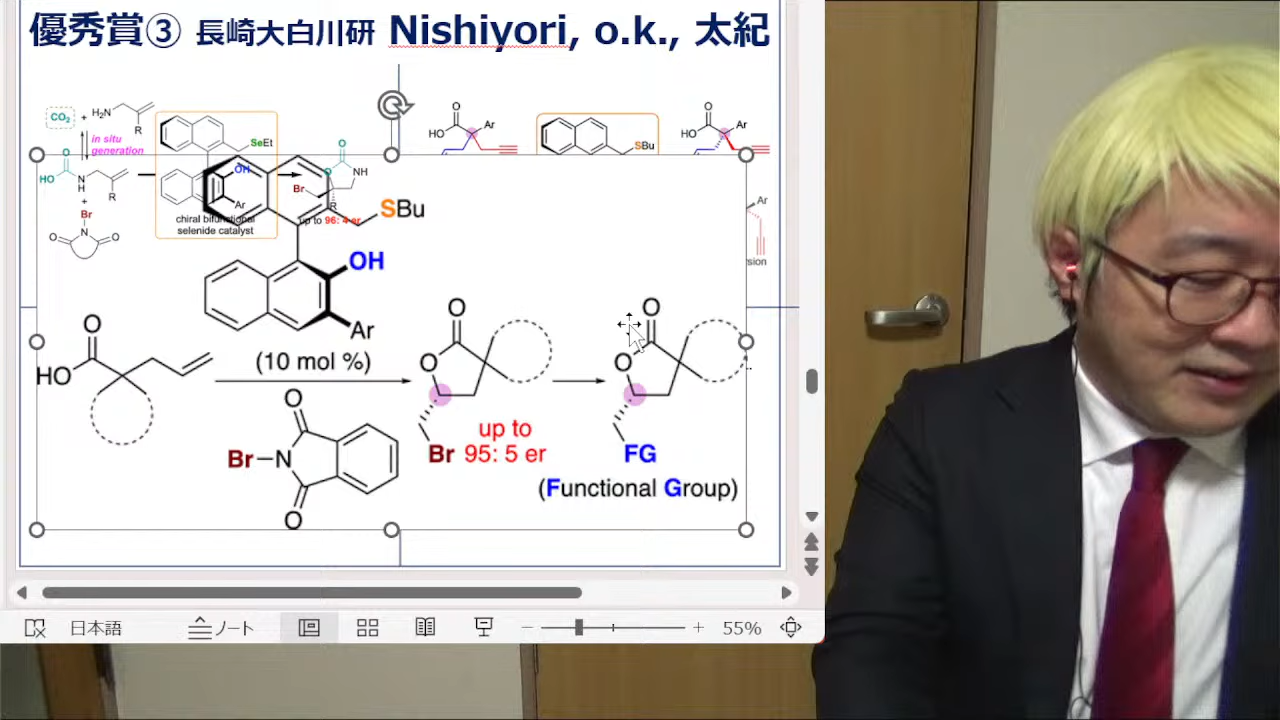 優秀賞③ 長崎大白川研 Nishiyori, o.k., 太紀
CO₂ + H₂N
R
in situ
generation
O
HO N H
R
+
Br
N
O O
SeEt
OH
Ar
chiral bifunctional
selenide catalyst
O
NH
Br
R
up to 96: 4 er
O
HO Ar
SBu
O
HO Ar
Ar
sion
SBu
OH
Ar
(10 mol %)
O
HO
O
Br N
O
O
O
Br
up to
95: 5 er
O
O
FG
(Functional Group)
日本語
ノート
55%